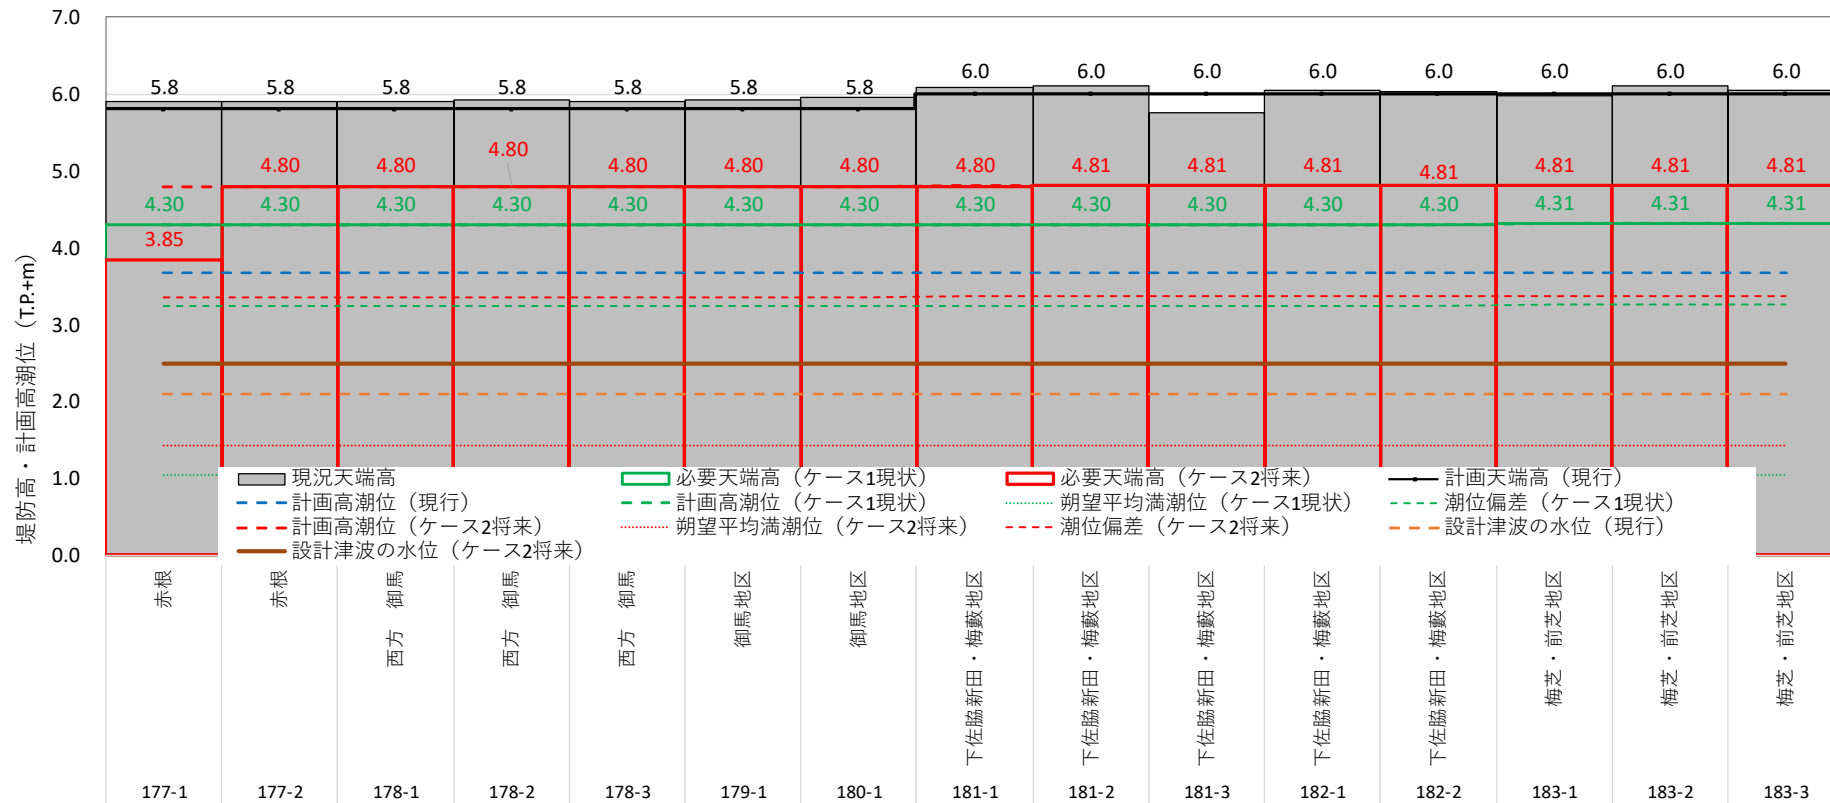 7.0
6.0
5.0
4.0
3.0
2.0
1.0
0.0
堤防高・計画高潮位（T.P.+m）
5.8 5.8 5.8 5.8 5.8 5.8 5.8 6.0 6.0 6.0 6.0 6.0 6.0 6.0 6.0
4.80 4.80 4.80 4.80 4.80 4.80 4.80 4.81 4.81 4.81 4.81 4.81 4.81 4.81
4.30 4.30 4.30 4.30 4.30 4.30 4.30 4.30 4.30 4.30 4.30 4.30 4.31 4.31 4.31
3.85
現況天端高 必要天端高（ケース1現状） 必要天端高（ケース2将来） 計画天端高（現行）
計画高潮位（現行） 計画高潮位（ケース1現状） 朔望平均満潮位（ケース1現状） 潮位偏差（ケース1現状）
計画高潮位（ケース2将来） 朔望平均満潮位（ケース2将来） 潮位偏差（ケース2将来） 設計津波の水位（現行）
設計津波の水位（ケース2将来）
赤根
赤根
西方　御馬
西方　御馬
西方　御馬
御馬地区
御馬地区
下佐脇新田・梅藪地区
下佐脇新田・梅藪地区
下佐脇新田・梅藪地区
下佐脇新田・梅藪地区
下佐脇新田・梅藪地区
梅芝・前芝地区
梅芝・前芝地区
梅芝・前芝地区
177-1 177-2 178-1 178-2 178-3 179-1 180-1 181-1 181-2 181-3 182-1 182-2 183-1 183-2 183-3